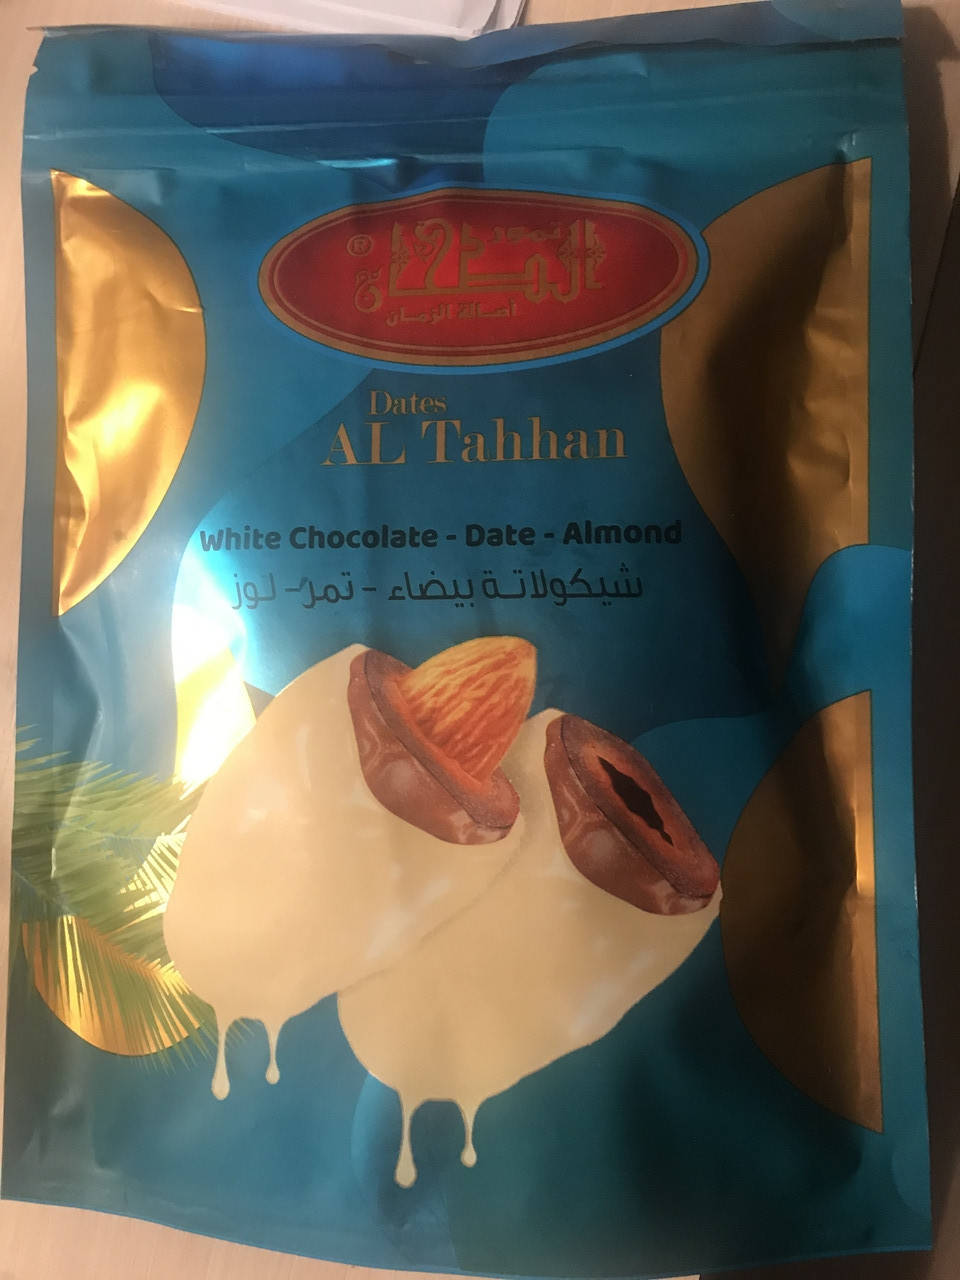 تمور
الطحان ®
أصالة الزمان
Dates
AL Tahhan
White Chocolate - Date - Almond
شيكولاتة بيضاء - تمر - لوز